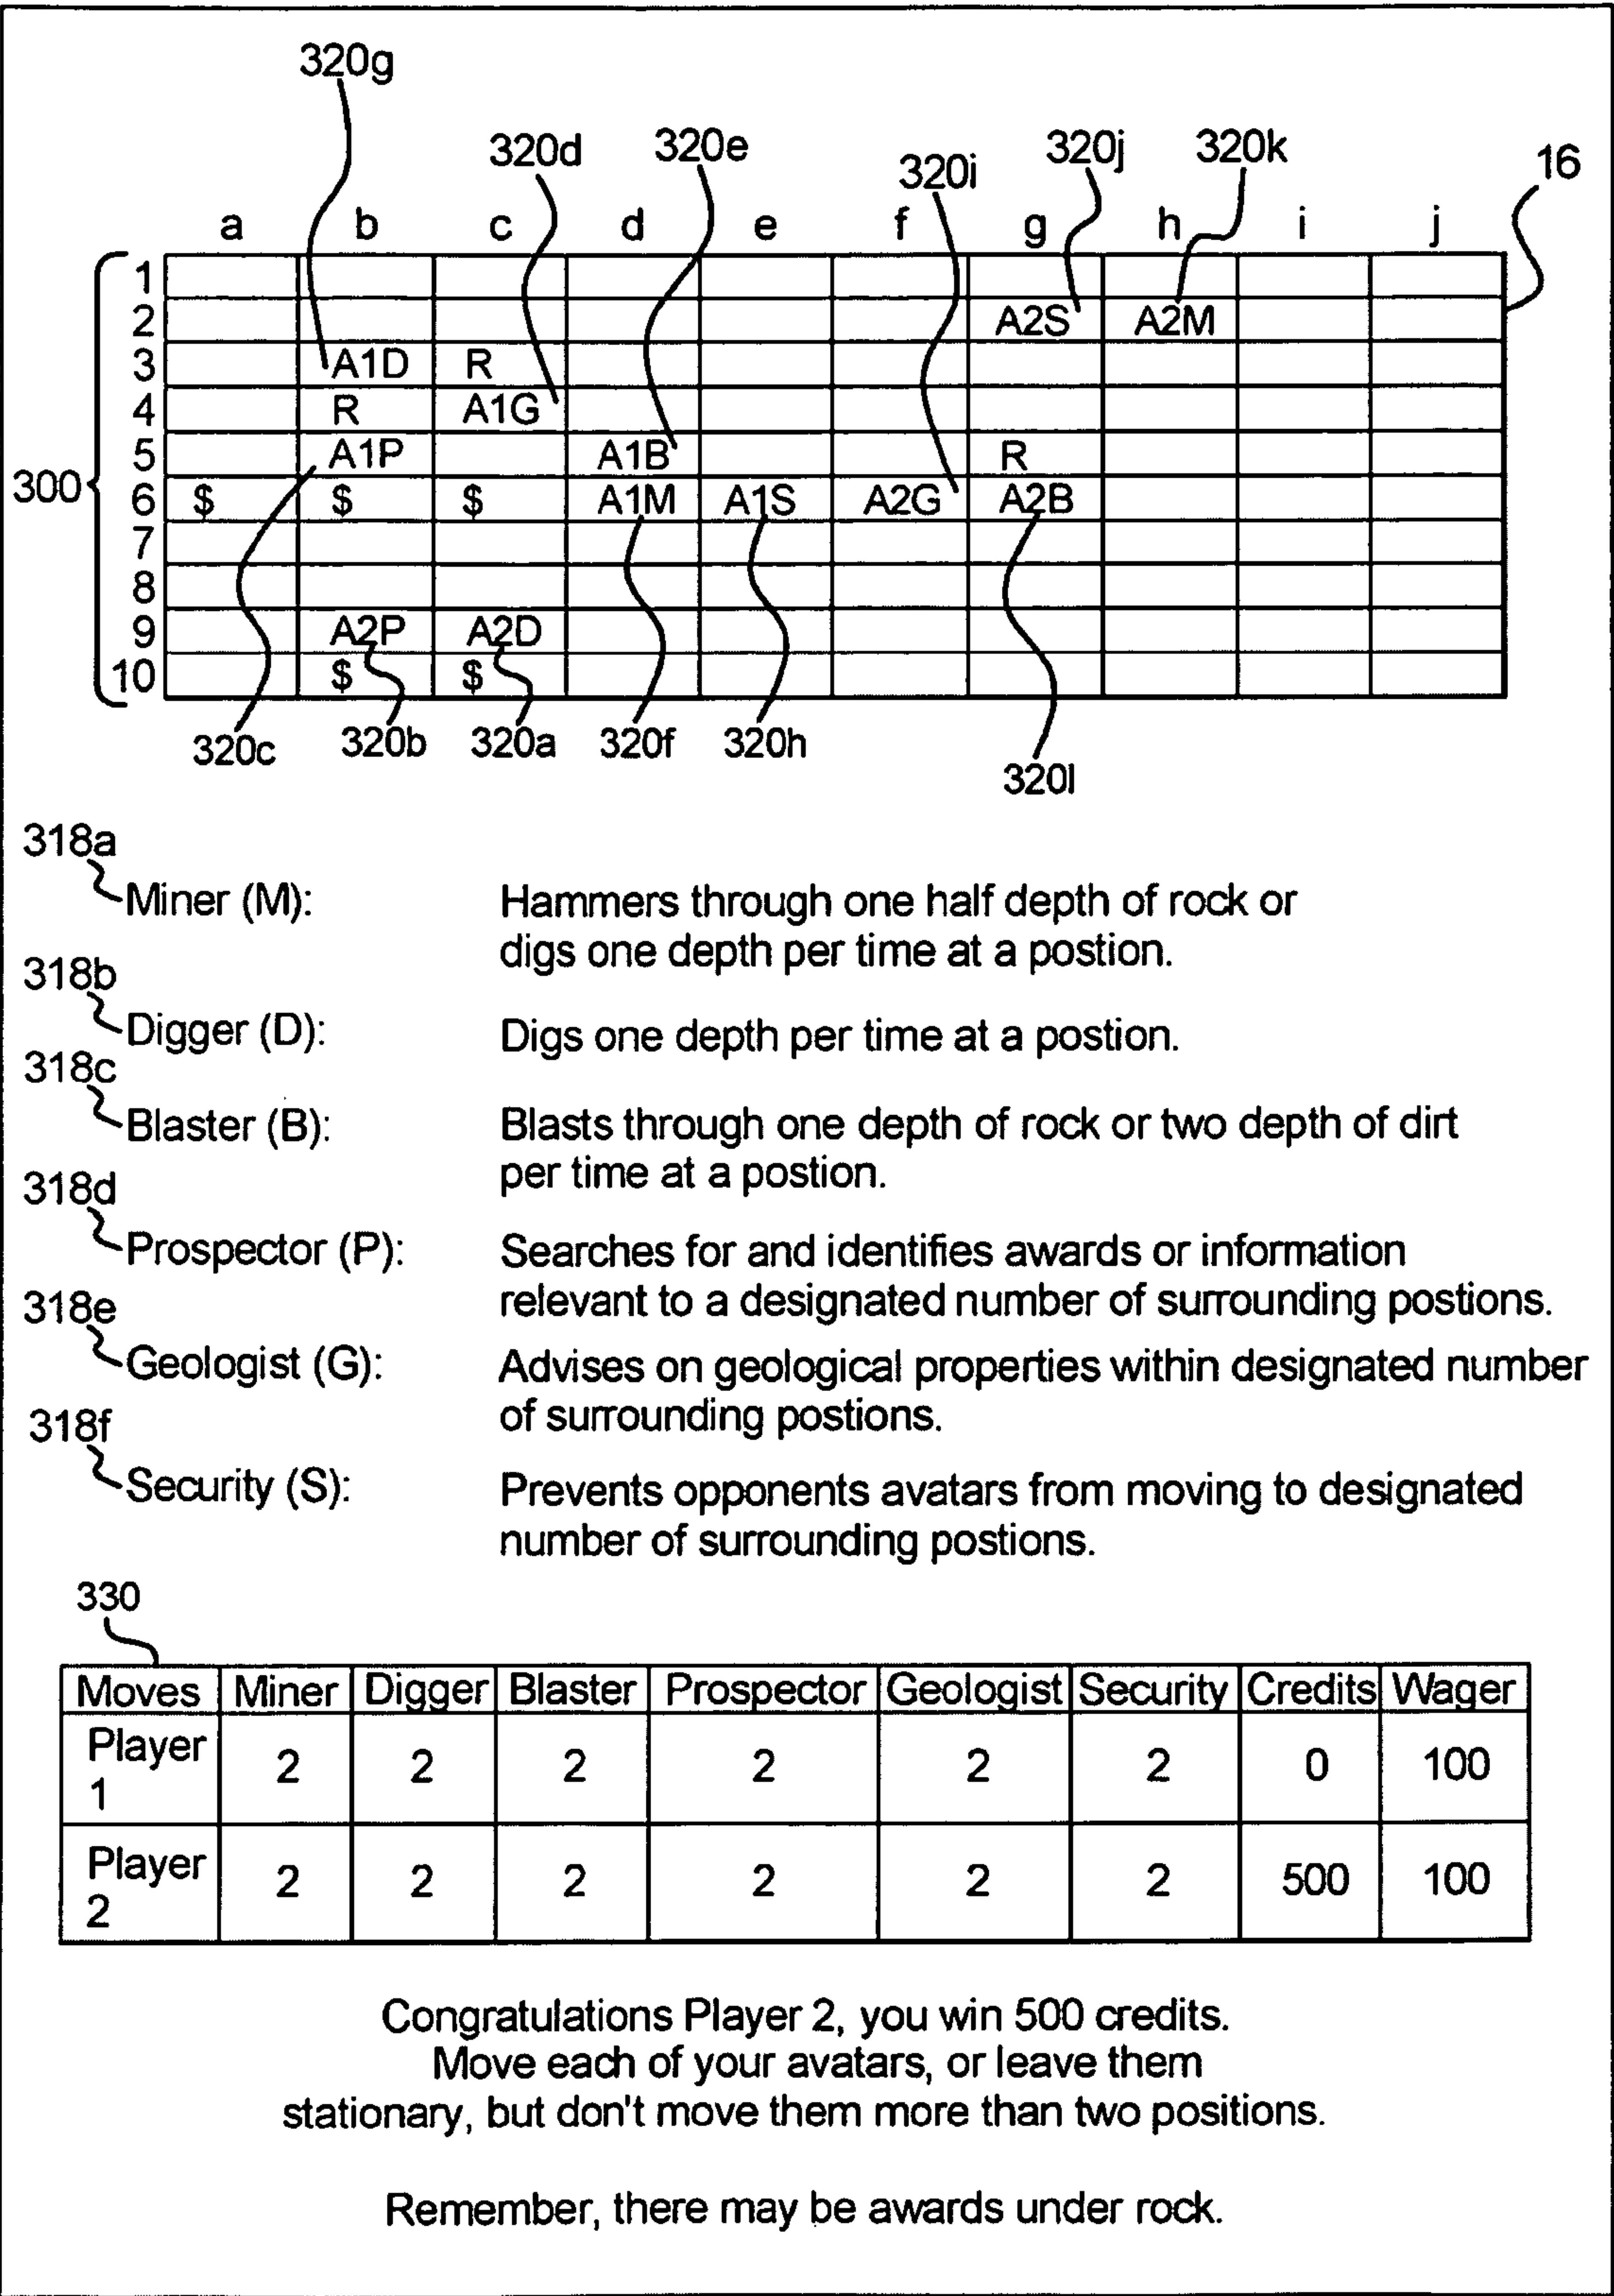 320g
320d 320e 320i 320j 320k 16
a b c d e f g h i j
1
2 A2S A2M
3 A1D R
4 R A1G
5 A1P A1B R
300 6 $ $ $ A1M A1S A2G A2B
7
8
9 A2P A2D
10 $ $
320c 320b 320a 320f 320h 320l
318a
Miner (M): Hammers through one half depth of rock or
digs one depth per time at a postion.
318b
Digger (D): Digs one depth per time at a postion.
318c
Blaster (B): Blasts through one depth of rock or two depth of dirt
per time at a postion.
318d
Prospector (P): Searches for and identifies awards or information
relevant to a designated number of surrounding postions.
318e
Geologist (G): Advises on geological properties within designated number
of surrounding postions.
318f
Security (S): Prevents opponents avatars from moving to designated
number of surrounding postions.
330
Moves Miner Digger Blaster Prospector Geologist Security Credits Wager
Player
1 2 2 2 2 2 2 0 100
Player
2 2 2 2 2 2 2 500 100
Congratulations Player 2, you win 500 credits.
Move each of your avatars, or leave them
stationary, but don't move them more than two positions.
Remember, there may be awards under rock.